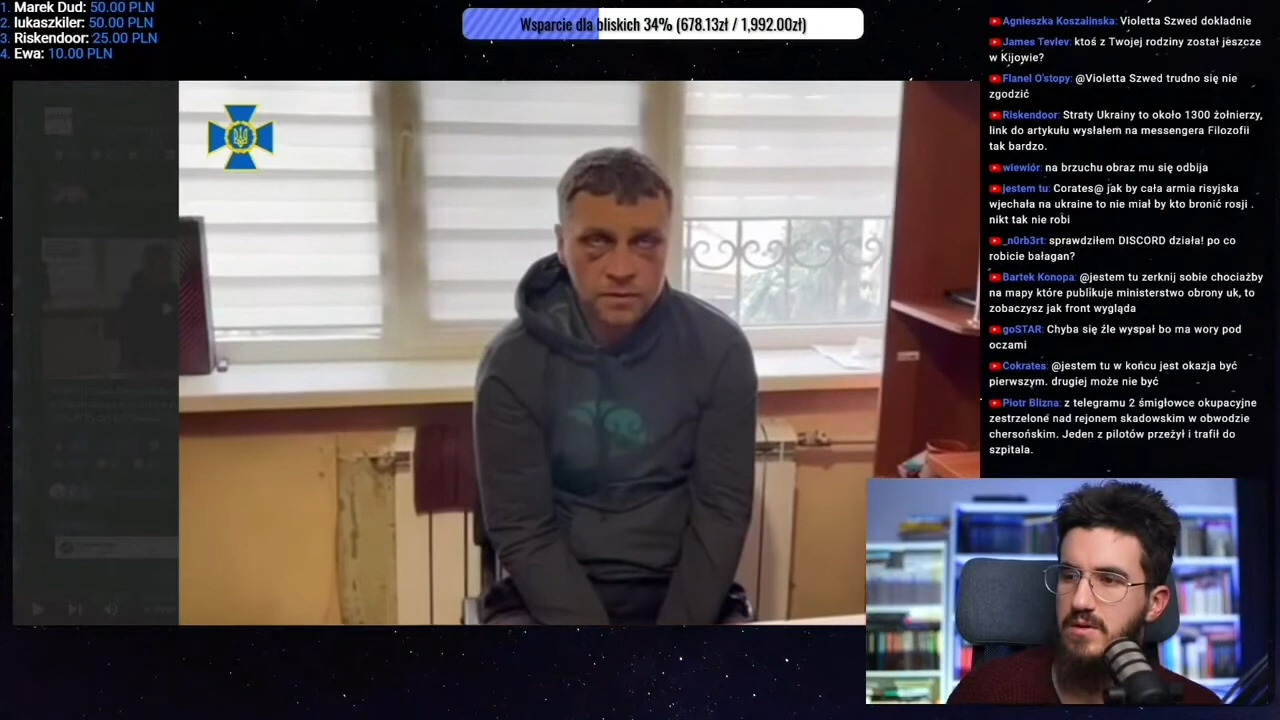 1. Marek Dud: 50.00 PLN
2. lukaszkiler: 50.00 PLN
3. Riskendoor: 25.00 PLN
4. Ewa: 10.00 PLN
Wsparcie dla bliskich 34% (678.13zł / 1,992.00zł)
Agnieszka Koszalinska: Violetta Szwed dokladnie
James Tevlev: ktoś z Twojej rodziny został jeszcze
w Kijowie?
Flanel O'stopy: @Violetta Szwed trudno się nie
zgodzić
Riskendoor: Straty Ukrainy to około 1300 żołnierzy,
link do artykułu wysłałem na messengera Filozofii
tak bardzo.
wiewiór: na brzuchu obraz mu się odbija
jestem tu: Corates@ jak by cała armia risyjska
wjechała na ukraine to nie miał by kto bronić rosji .
nikt tak nie robi
_n0rb3rt: sprawdziłem DISCORD działa! po co
robicie bałagan?
Bartek Konopa: @jestem tu zerknij sobie chociażby
na mapy które publikuje ministerstwo obrony uk, to
zobaczysz jak front wygląda
goSTAR: Chyba się źle wyspał bo ma wory pod
oczami
Cokrates: @jestem tu w końcu jest okazja być
pierwszym. drugiej może nie być
Piotr Blizna: z telegramu 2 śmigłowce okupacyjne
zestrzelone nad rejonem skadowskim w obwodzie
chersońskim. Jeden z pilotów przeżył i trafił do
szpitala.